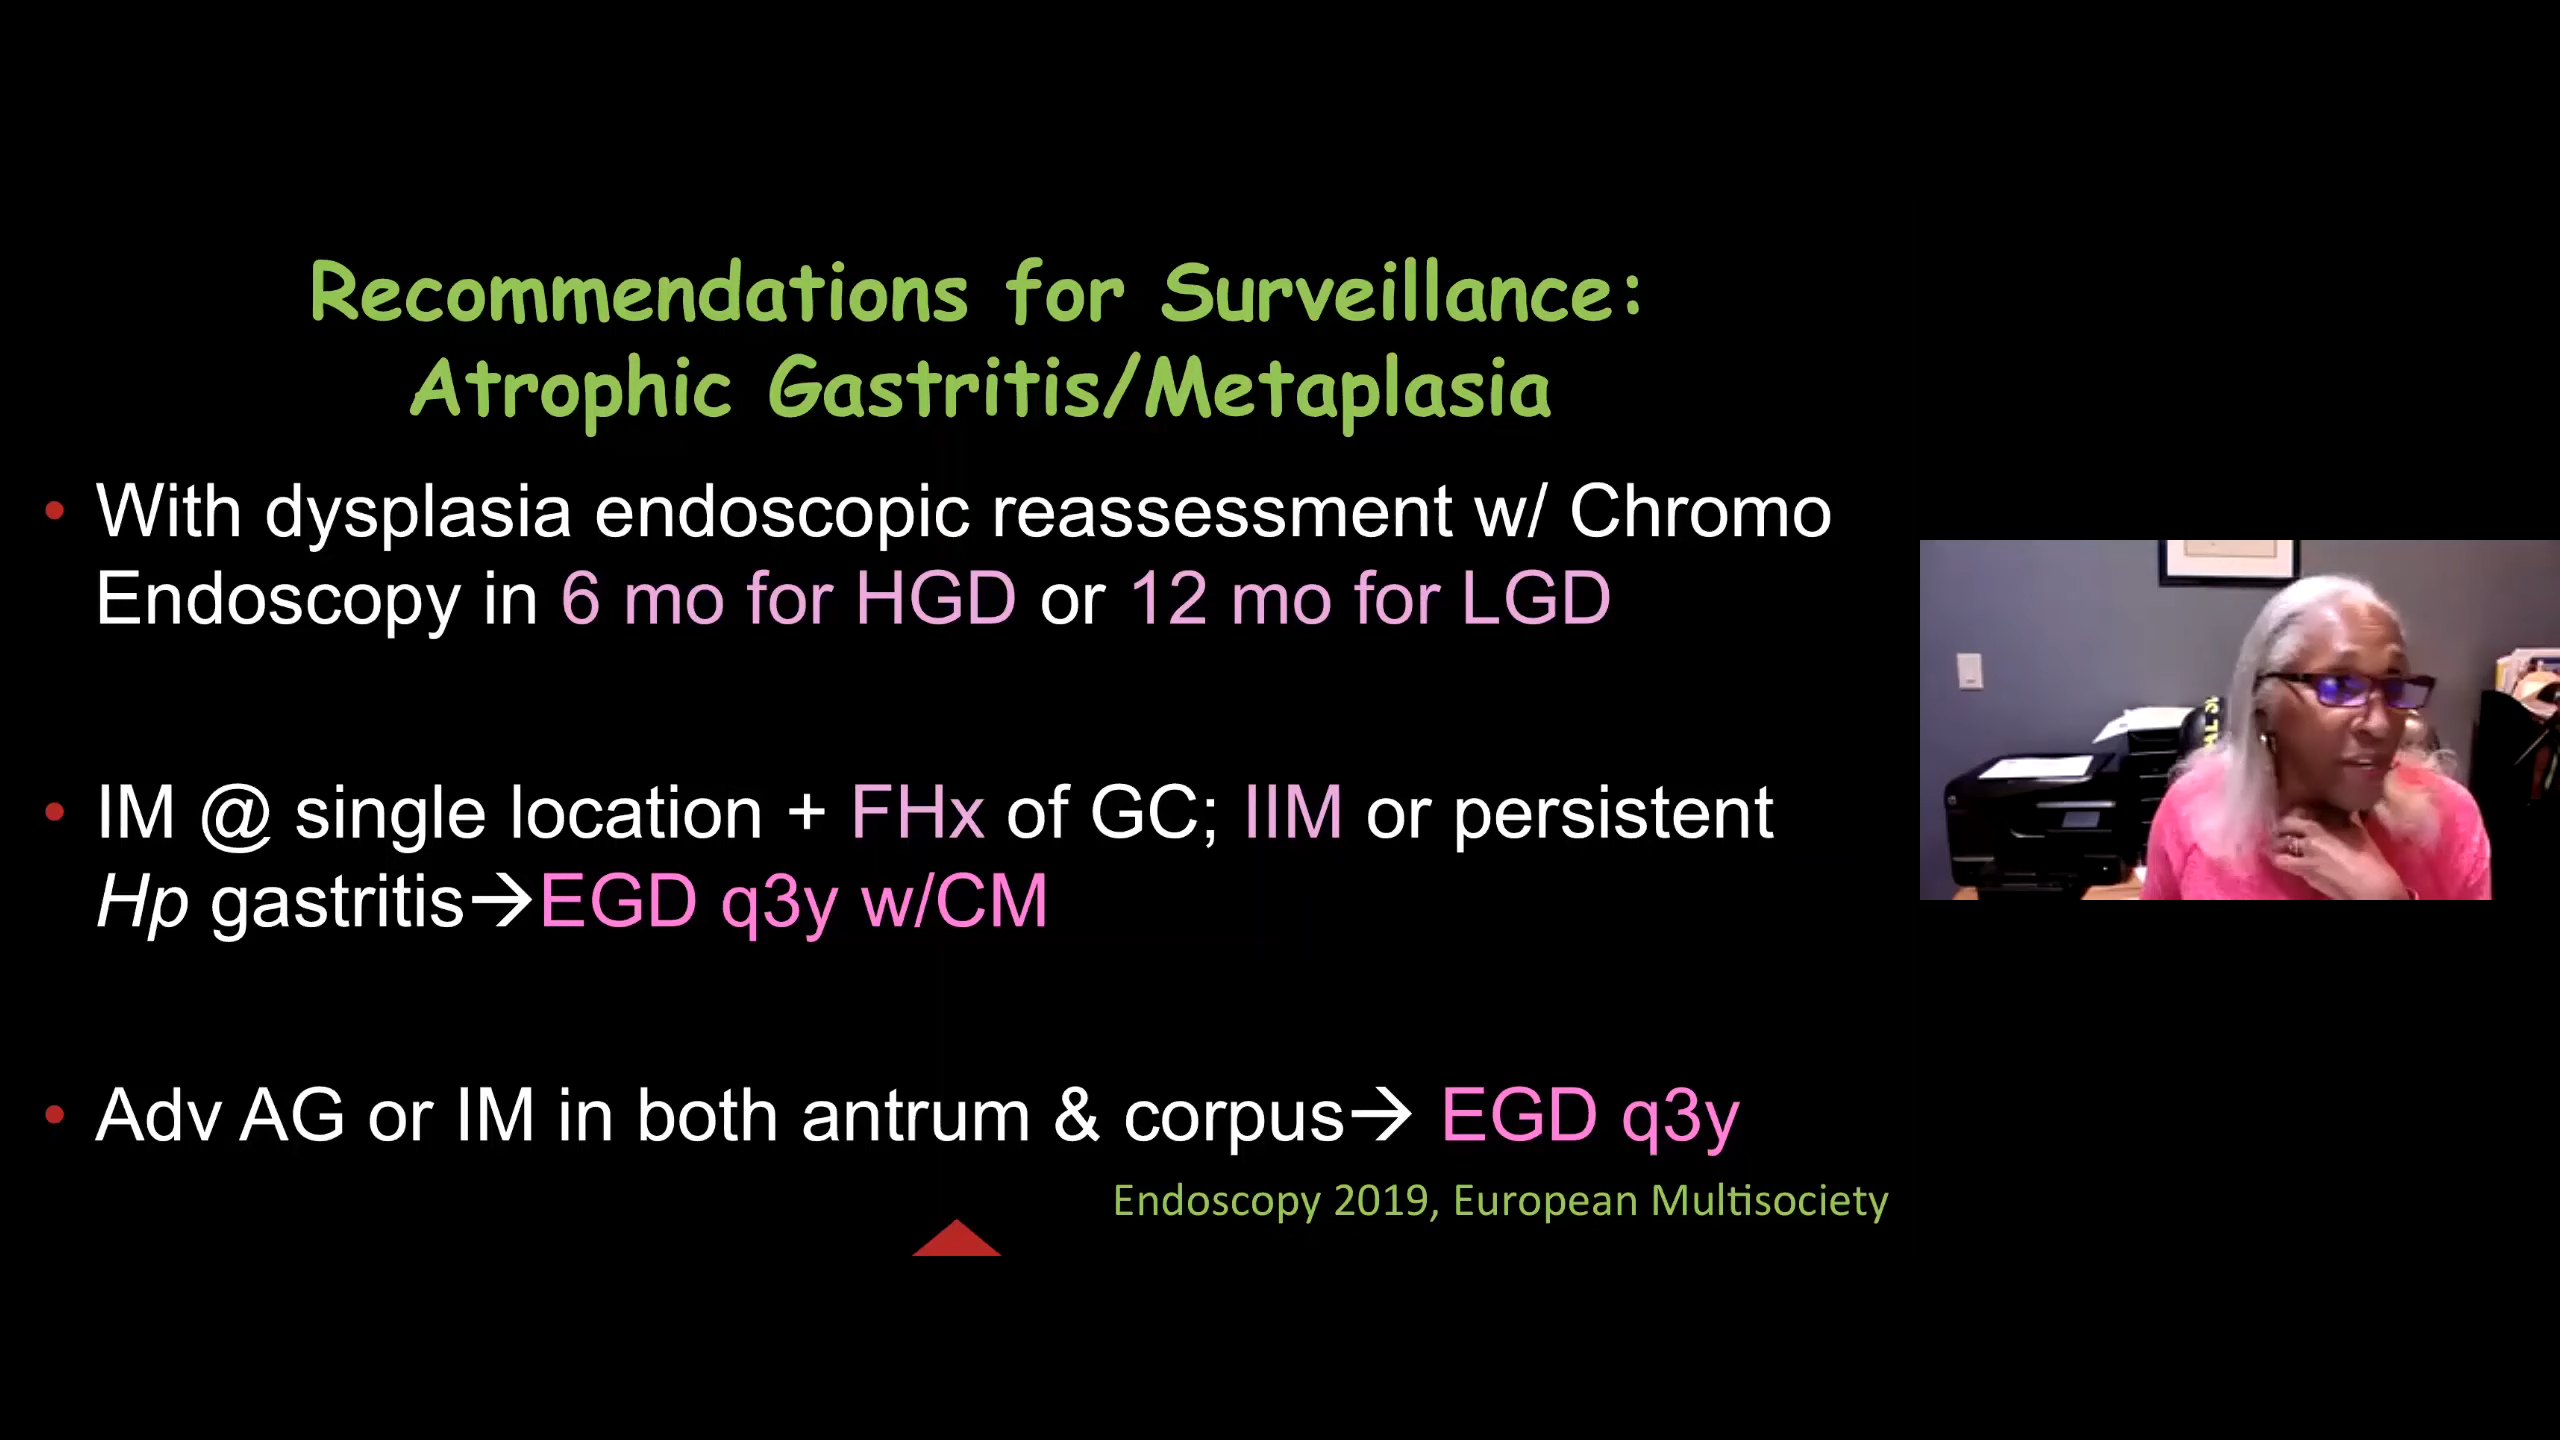 Recommendations for Surveillance:
Atrophic Gastritis/Metaplasia
• With dysplasia endoscopic reassessment w/ Chromo
Endoscopy in 6 mo for HGD or 12 mo for LGD
• IM @ single location + FHx of GC; IIM or persistent
Hp gastritis→EGD q3y w/CM
• Adv AG or IM in both antrum & corpus→ EGD q3y
Endoscopy 2019, European Multisociety